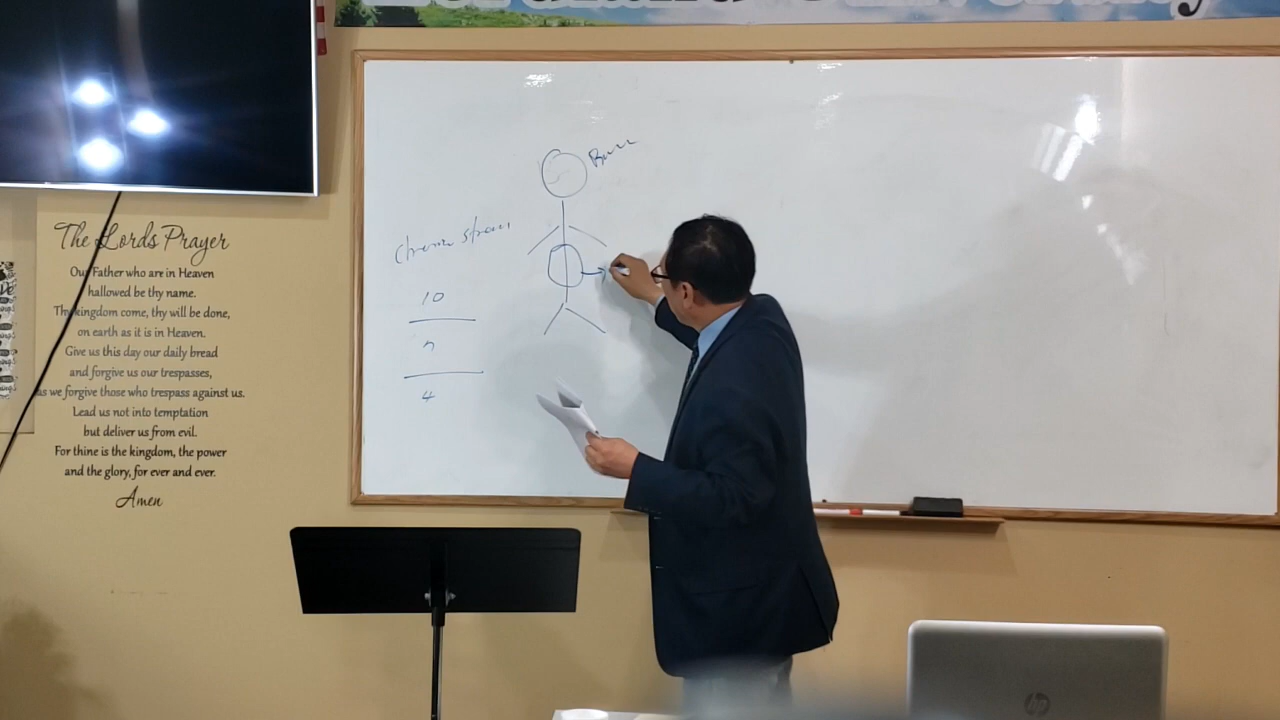 University
The Lords Prayer
Our Father who are in Heaven
hallowed be thy name.
The kingdom come, thy will be done,
on earth as it is in Heaven.
Give us this day our daily bread
and forgive us our trespasses,
as we forgive those who trespass against us.
Lead us not into temptation
but deliver us from evil.
For thine is the kingdom, the power
and the glory, for ever and ever.
Amen
10
4
hp